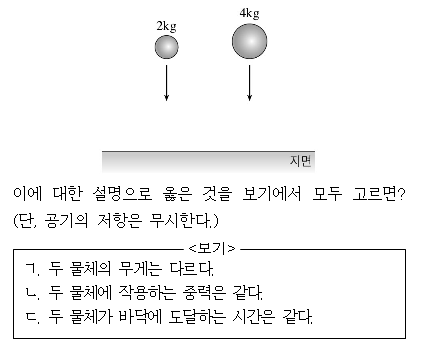 2kg 4kg
지면
이에 대한 설명으로 옳은 것을 보기에서 모두 고르면?
(단, 공기의 저항은 무시한다.)
<보기>
ㄱ. 두 물체의 무게는 다르다.
ㄴ. 두 물체에 작용하는 중력은 같다.
ㄷ. 두 물체가 바닥에 도달하는 시간은 같다.